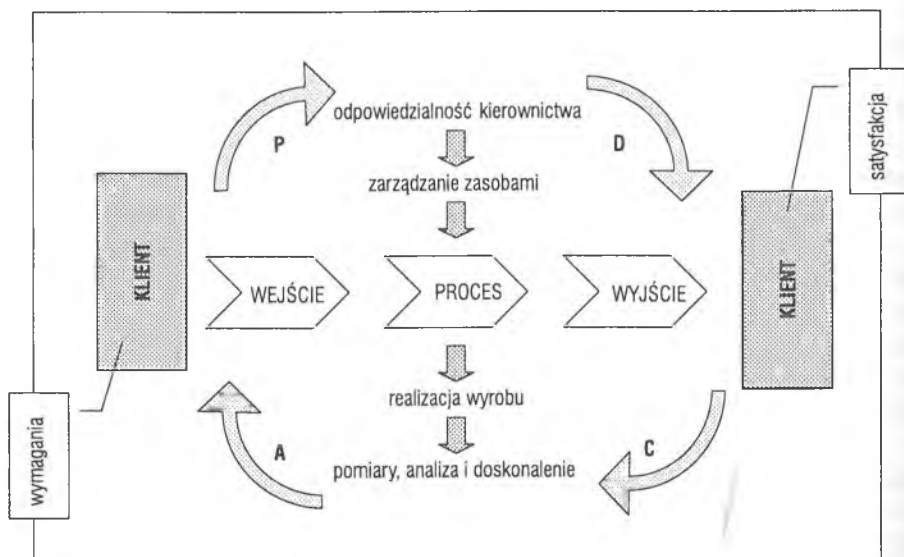 odpowiedzialność kierownictwa
P
D
satysfakcja
zarządzanie zasobami
KLIENT
WEJŚCIE
PROCES
WYJŚCIE
KLIENT
realizacja wyrobu
wymagania
A
C
pomiary, analiza i doskonalenie